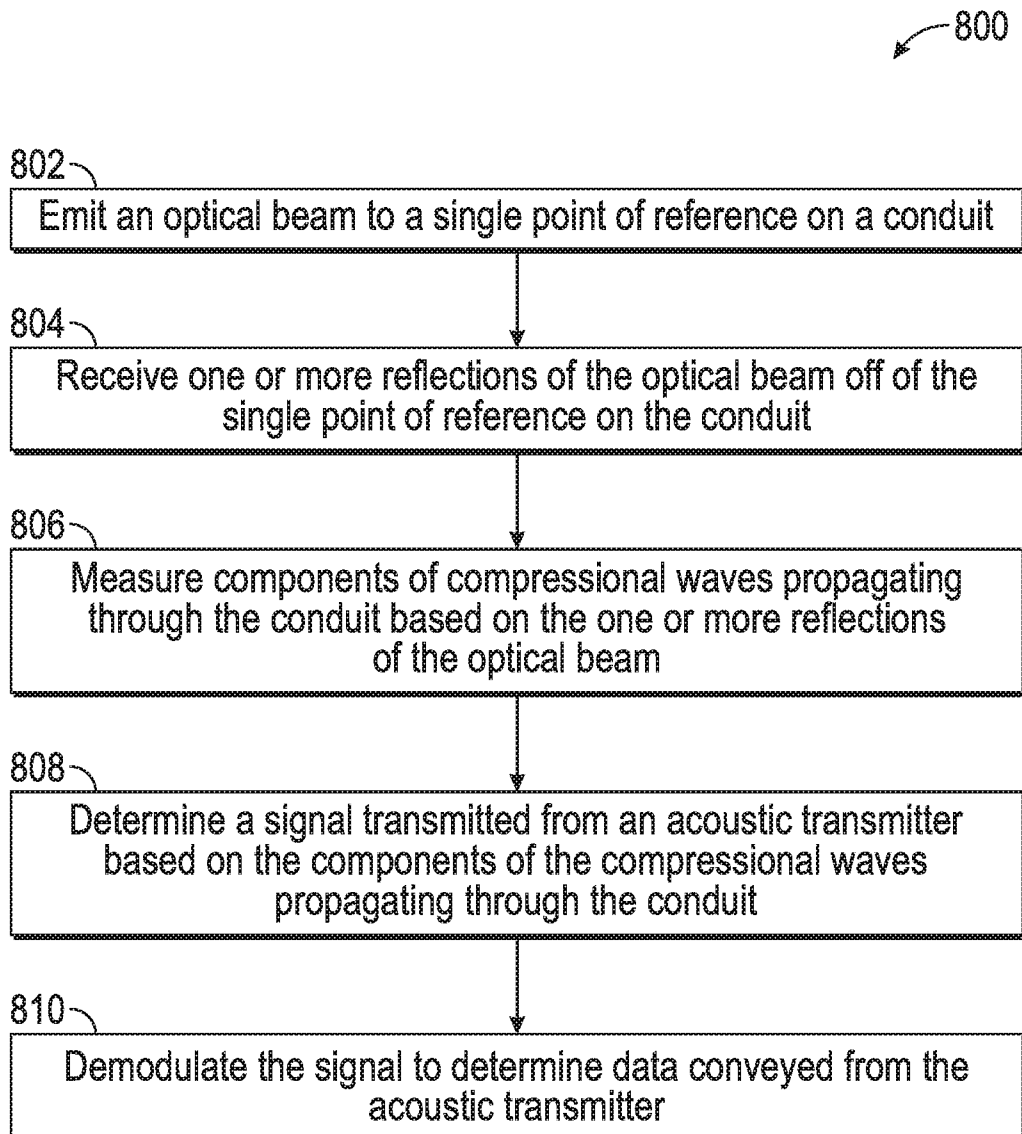 800
802
Emit an optical beam to a single point of reference on a conduit
804
Receive one or more reflections of the optical beam off of the
single point of reference on the conduit
806
Measure components of compressional waves propagating
through the conduit based on the one or more reflections
of the optical beam
808
Determine a signal transmitted from an acoustic transmitter
based on the components of the compressional waves
propagating through the conduit
810
Demodulate the signal to determine data conveyed from the
acoustic transmitter